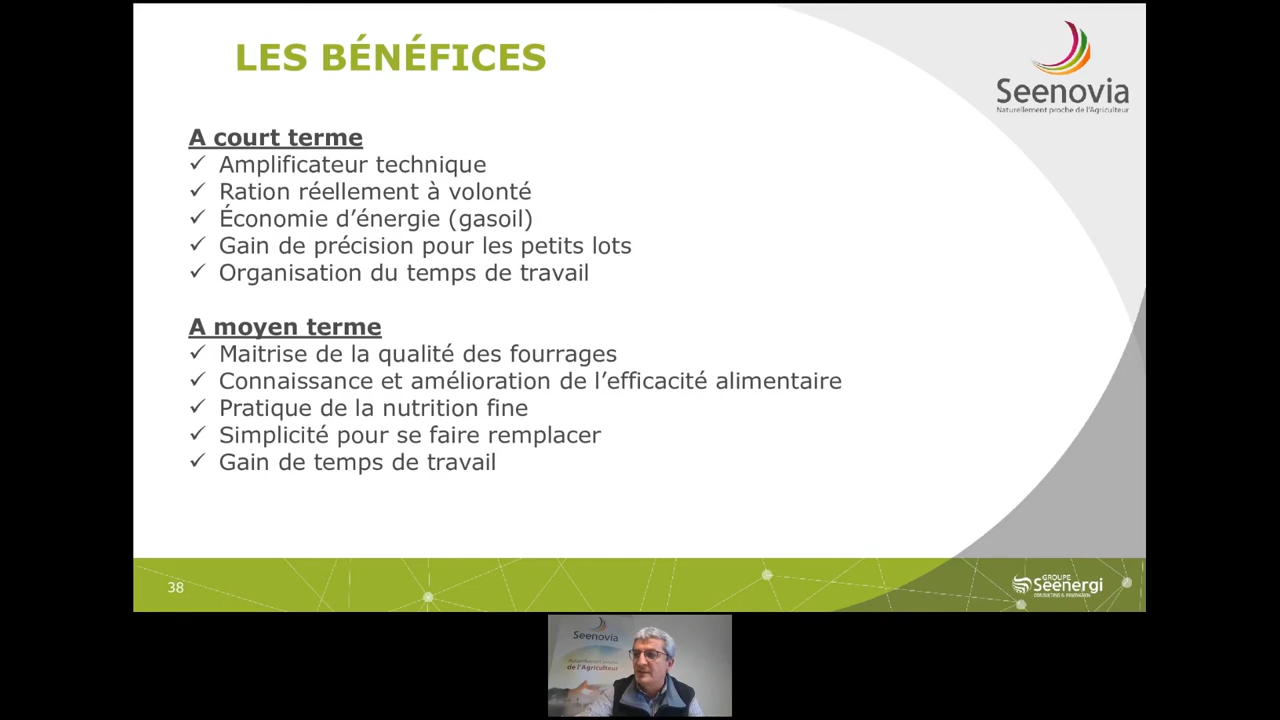 LES BÉNÉFICES
Seenovia
Naturellement proche de l'Agriculteur
A court terme
✓ Amplificateur technique
✓ Ration réellement à volonté
✓ Économie d’énergie (gasoil)
✓ Gain de précision pour les petits lots
✓ Organisation du temps de travail
A moyen terme
✓ Maitrise de la qualité des fourrages
✓ Connaissance et amélioration de l’efficacité alimentaire
✓ Pratique de la nutrition fine
✓ Simplicité pour se faire remplacer
✓ Gain de temps de travail
38
GROUPE
Seenergi
Seenovia
Naturellement proche
de l'Agriculteur